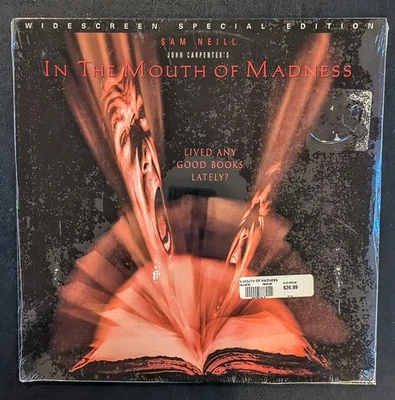 WIDESCREEN SPECIAL EDITION
SAM NEILL
JOHN CARPENTER'S
IN THE MOUTH OF MADNESS
LIVED ANY
GOOD BOOKS
LATELY?
N MOUTH OF MADNESS
$36.99